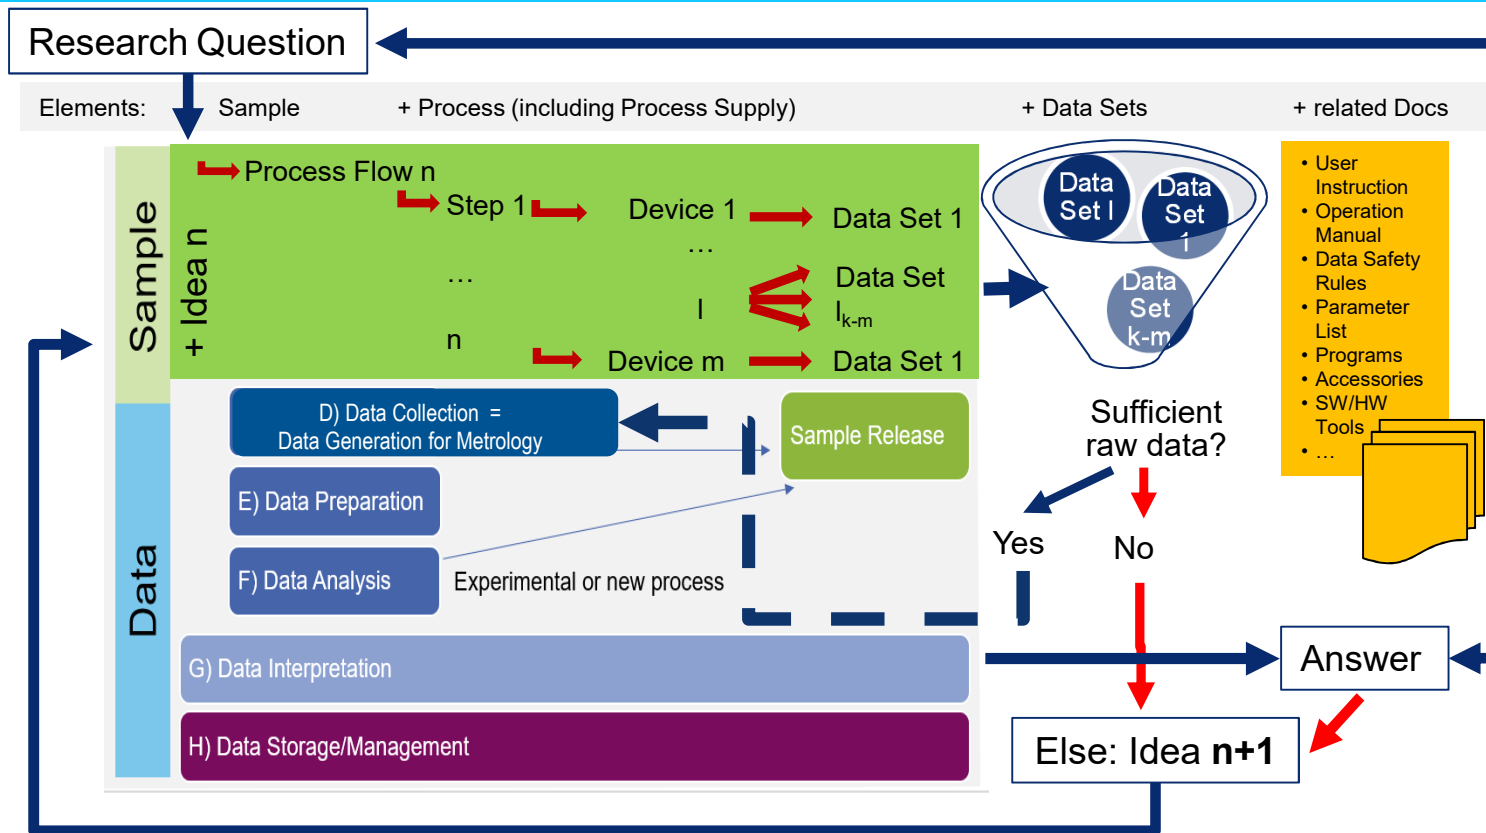 Research Question
Elements: Sample + Process (including Process Supply) + Data Sets + related Docs
Sample
+ Idea n
Process Flow n
Step 1
…
n
Device 1
…
l
Device m
Data Set 1
Data Set
lk-m
Data Set 1
Data
Set l
Data
Set
1
Data
Set
k-m
• User
Instruction
• Operation
Manual
• Data Safety
Rules
• Parameter
List
• Programs
• Accessories
• SW/HW
Tools
• …
Data
D) Data Collection =
Data Generation for Metrology
Sample Release
E) Data Preparation
F) Data Analysis
Experimental or new process
G) Data Interpretation
H) Data Storage/Management
Sufficient
raw data?
Yes
No
Answer
Else: Idea n+1